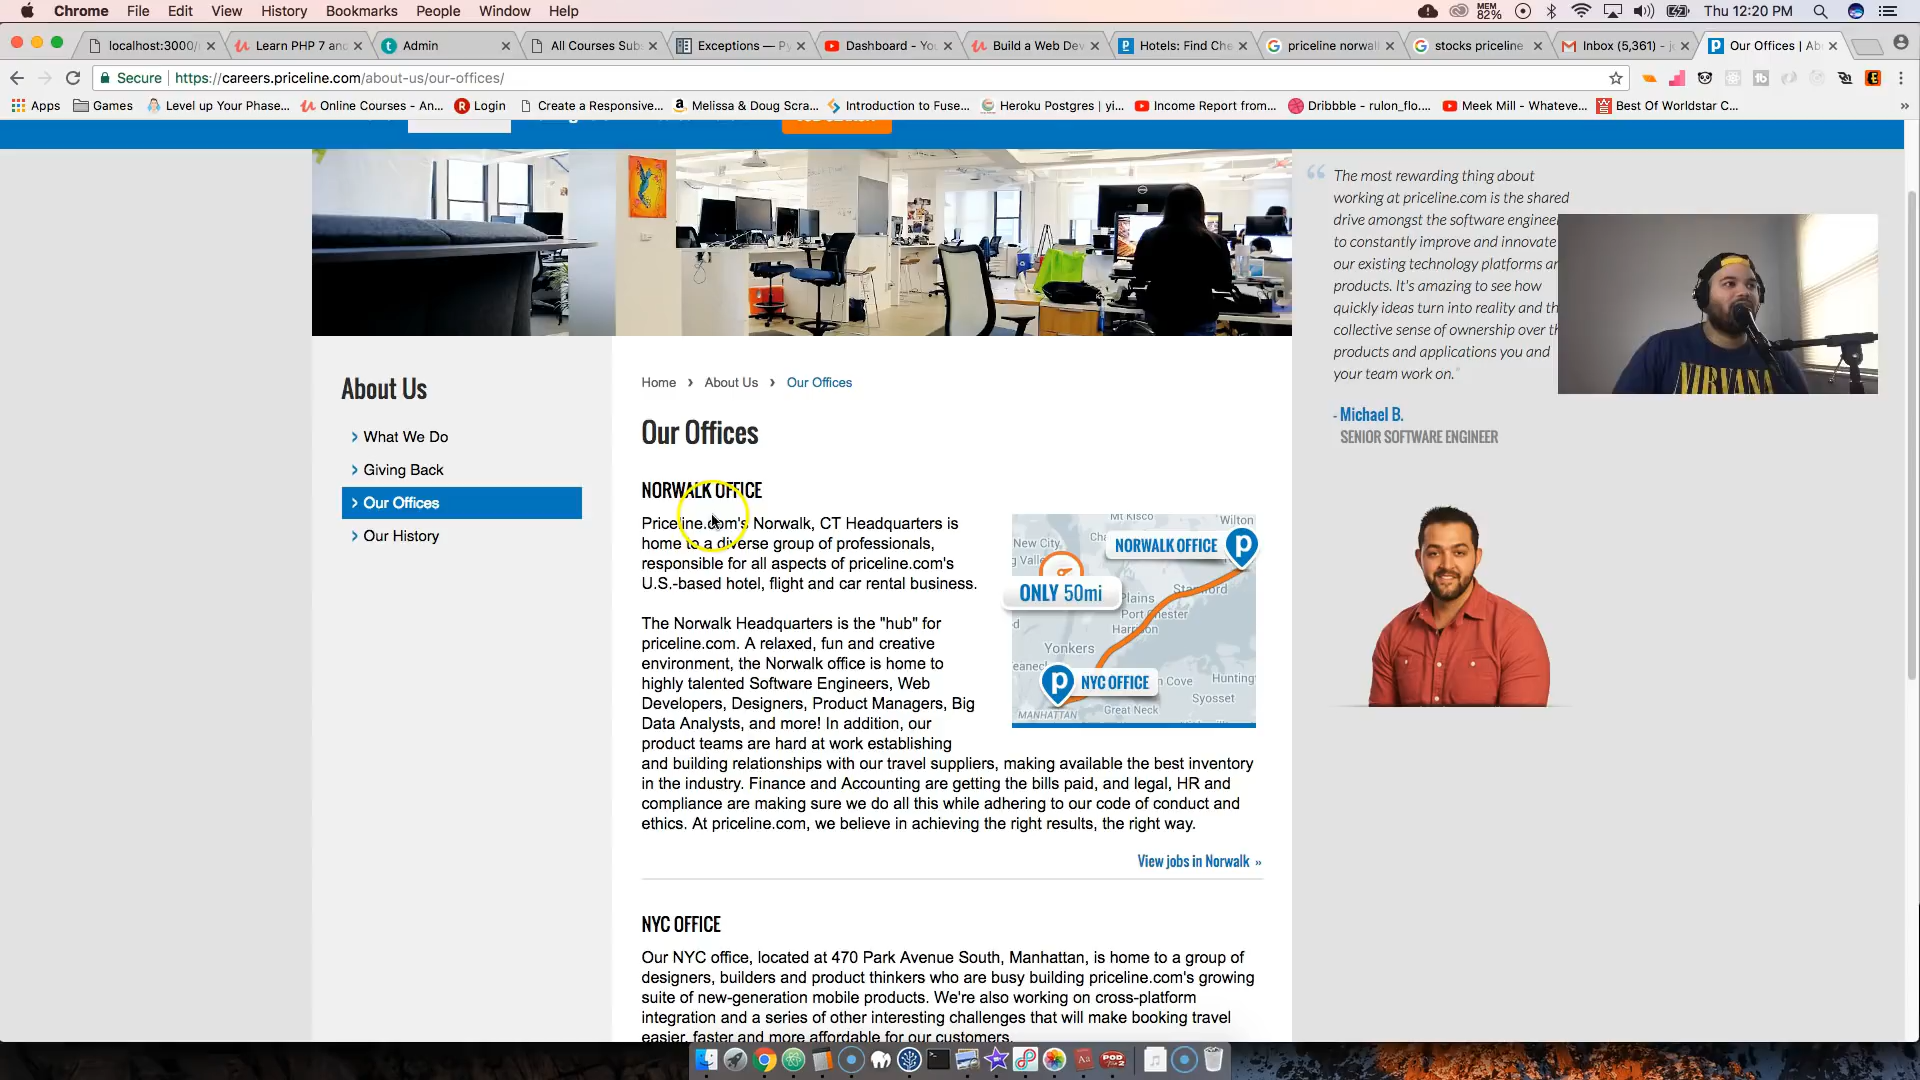 Chrome File Edit View History Bookmarks People Window Help MEM 82% Thu 12:20 PM
localhost:3000/ Learn PHP 7 and Admin All Courses Sub Exceptions — Py Dashboard - Yo Build a Web Dev Hotels: Find Che priceline norwal stocks priceline Inbox (5,361) - j Our Offices | Ab
Secure https://careers.priceline.com/about-us/our-offices/
Apps Games Level up Your Phase... Online Courses - An... Login Create a Responsive... Melissa & Doug Scra... Introduction to Fuse... Heroku Postgres | yi... Income Report from... Dribbble - rulon_flo... Meek Mill - Whateve... Best Of Worldstar C...
About Us
What We Do
Giving Back
Our Offices
Our History
Home › About Us › Our Offices
Our Offices
NORWALK OFFICE
Priceline.com's Norwalk, CT Headquarters is
home to a diverse group of professionals,
responsible for all aspects of priceline.com's
U.S.-based hotel, flight and car rental business.
The Norwalk Headquarters is the "hub" for
priceline.com. A relaxed, fun and creative
environment, the Norwalk office is home to
highly talented Software Engineers, Web
Developers, Designers, Product Managers, Big
Data Analysts, and more! In addition, our
product teams are hard at work establishing
and building relationships with our travel suppliers, making available the best inventory
in the industry. Finance and Accounting are getting the bills paid, and legal, HR and
compliance are making sure we do all this while adhering to our code of conduct and
ethics. At priceline.com, we believe in achieving the right results, the right way.
Mt Kisco
Wilton
New City
NORWALK OFFICE
ONLY 50mi
Plains
Port Chester
Harrison
Yonkers
NYC OFFICE
n Cove
Hunting
Syosset
MANHATTAN
Great Neck
View jobs in Norwalk »
NYC OFFICE
Our NYC office, located at 470 Park Avenue South, Manhattan, is home to a group of
designers, builders and product thinkers who are busy building priceline.com's growing
suite of new-generation mobile products. We're also working on cross-platform
integration and a series of other interesting challenges that will make booking travel
easier, faster and more affordable for our customers.
“ The most rewarding thing about
working at priceline.com is the shared
drive amongst the software enginee
to constantly improve and innovate
our existing technology platforms ar
products. It's amazing to see how
quickly ideas turn into reality and th
collective sense of ownership over th
products and applications you and
your team work on.”
- Michael B.
SENIOR SOFTWARE ENGINEER
NIRVANA